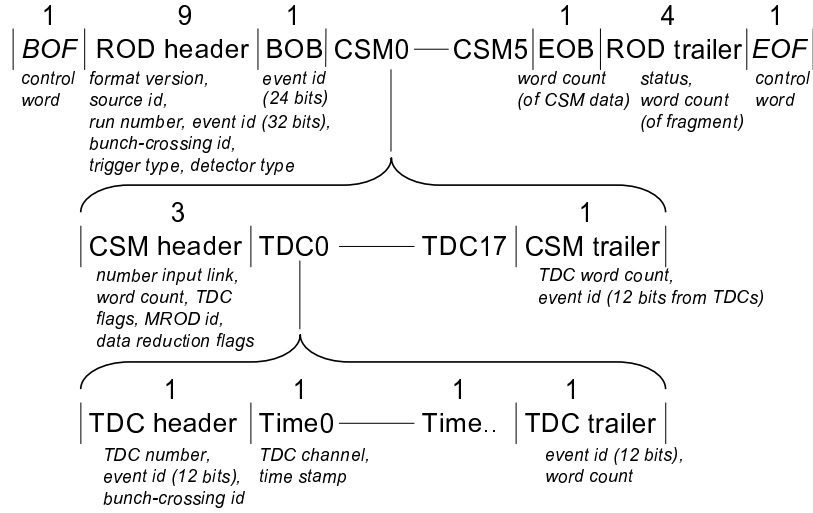 1 9 1 1 4 1
BOF ROD header BOB CSM0 CSM5 EOB ROD trailer EOF
control word
format version, source id, run number, event id (32 bits), bunch-crossing id, trigger type, detector type
event id (24 bits)
word count (of CSM data)
status, word count (of fragment)
control word
3 1
CSM header TDC0 TDC17 CSM trailer
number input link, word count, TDC flags, MROD id, data reduction flags
TDC word count, event id (12 bits from TDCs)
1 1 1 1
TDC header Time0 Time.. TDC trailer
TDC number, event id (12 bits), bunch-crossing id
TDC channel, time stamp
event id (12 bits), word count